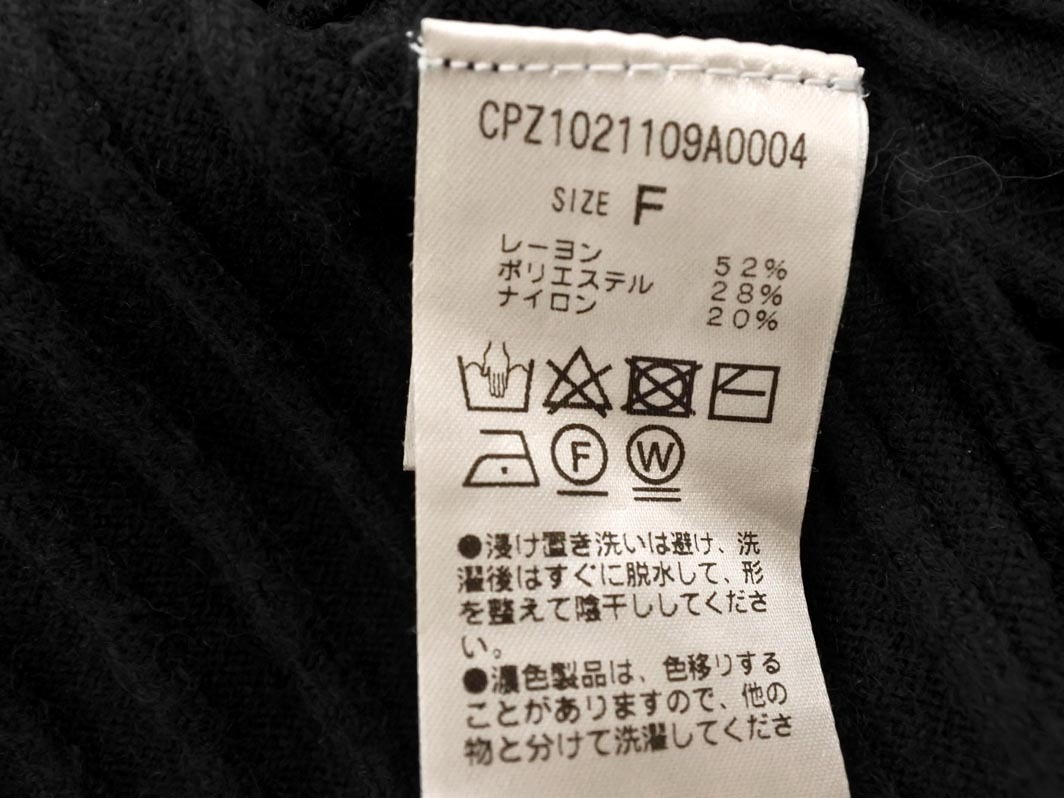 CPZ1021109A0004
SIZE F
レーヨン 52%
ポリエステル 28%
ナイロン 20%
F W
●浸け置き洗いは避け、洗
濯後はすぐに脱水して、形
を整えて陰干ししてくださ
い。
●濃色製品は、色移りする
ことがありますので、他の
物と分けて洗濯してくださ